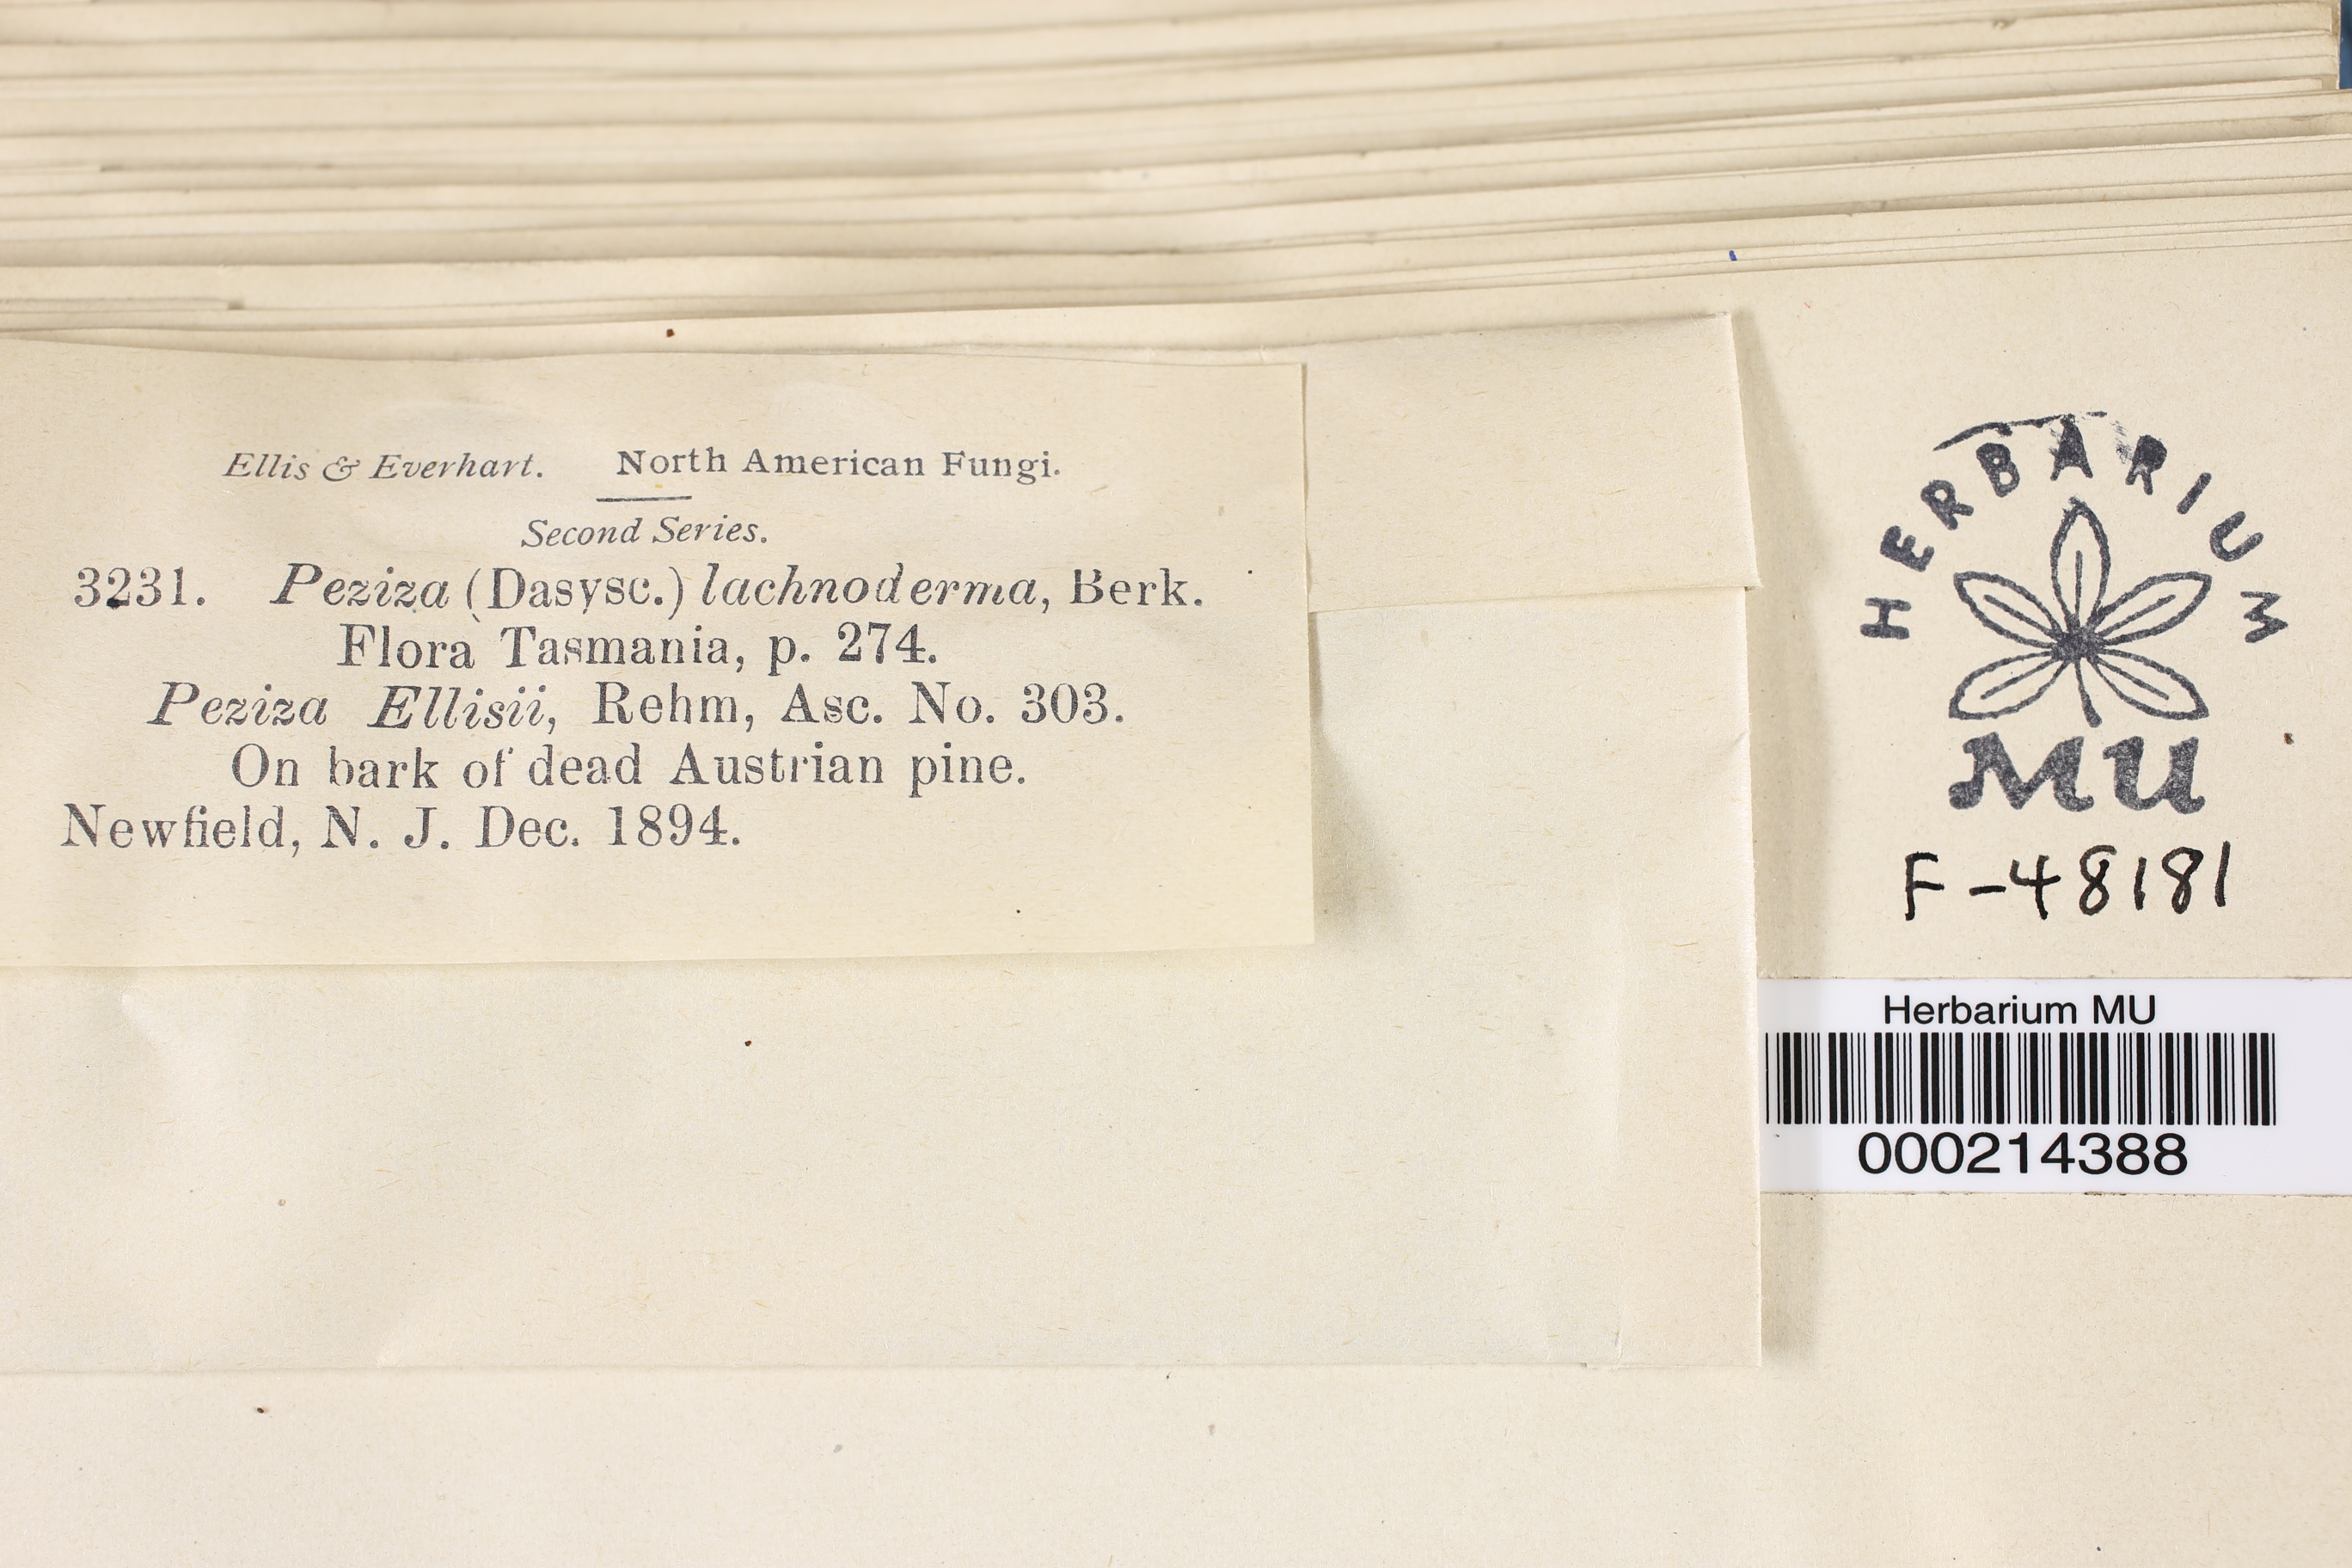 Ellis & Everhart. North American Fungi.
Second Series.
3231. Peziza (Dasysc.) lachnoderma, Berk.
Flora Tasmania, p. 274.
Peziza Ellisii, Rehm, Asc. No. 303.
On bark of dead Austrian pine.
Newfield, N. J. Dec. 1894.
HERBARIUM
MU
F-48181
Herbarium MU
000214388